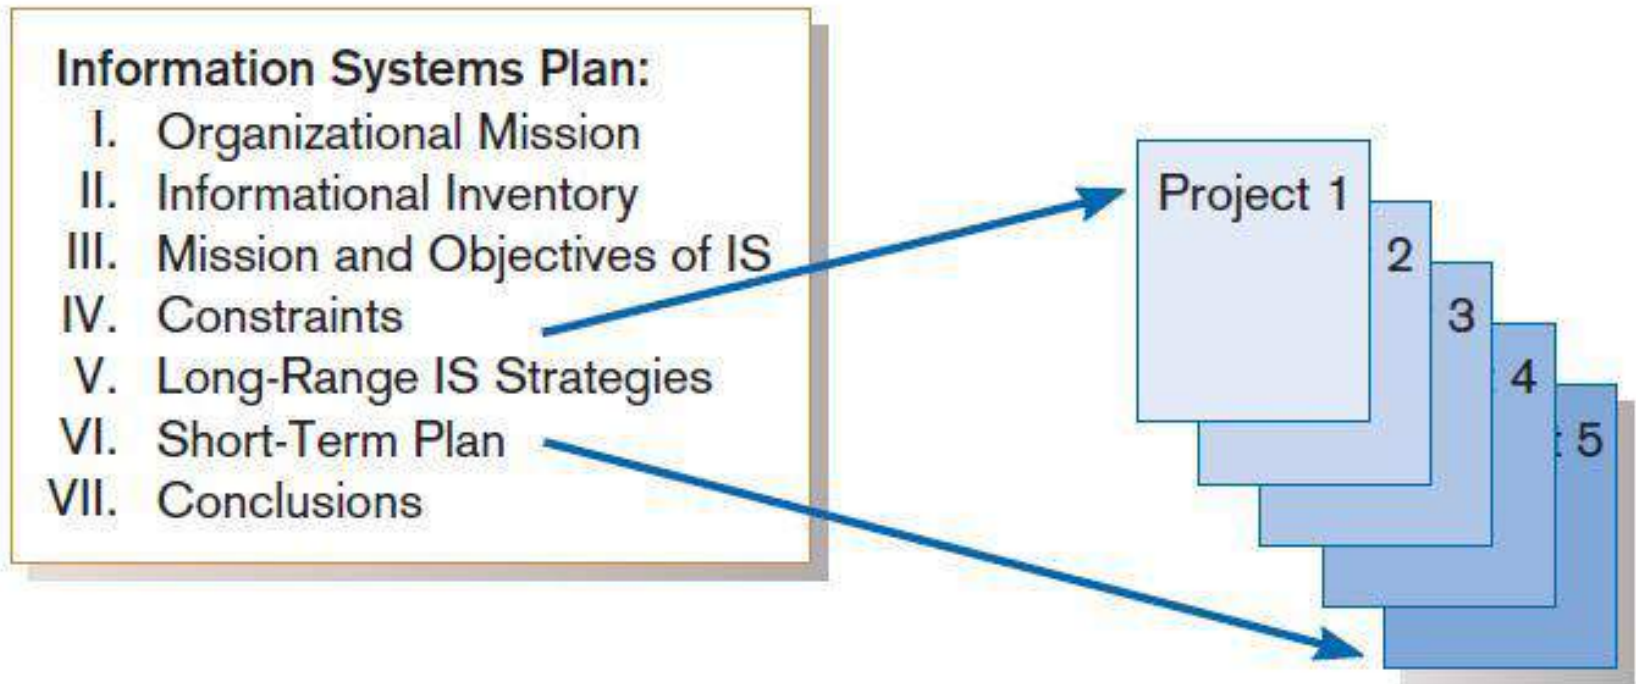 Information Systems Plan:
I. Organizational Mission
II. Informational Inventory
III. Mission and Objectives of IS
IV. Constraints
V. Long-Range IS Strategies
VI. Short-Term Plan
VII. Conclusions
Project 1
2
3
4
5